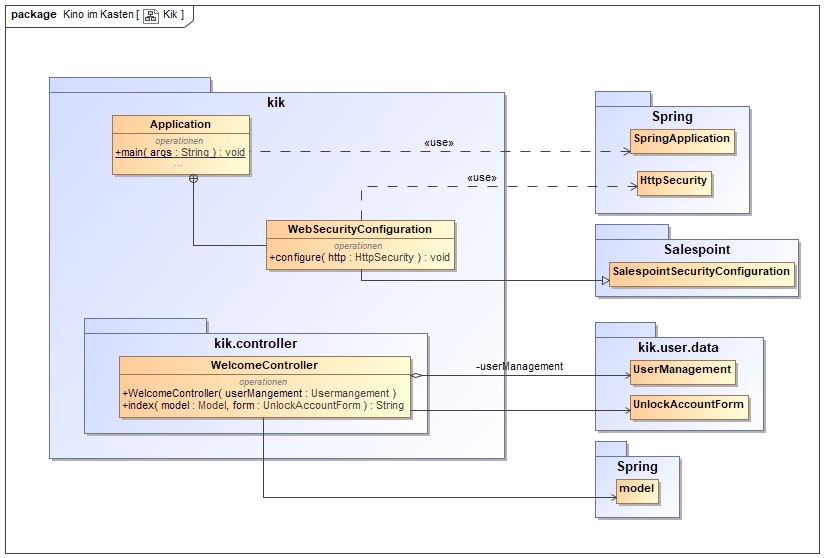 package Kino im Kasten [ Kik ]
kik
Application
operationen
+main( args : String ) : void
...
«use»
Spring
SpringApplication
«use»
HttpSecurity
WebSecurityConfiguration
operationen
+configure( http : HttpSecurity ) : void
Salespoint
SalespointSecurityConfiguration
kik.controller
WelcomeController
operationen
+WelcomeController( userMangement : Usermangement )
+index( model : Model, form : UnlockAccountForm ) : String
-userManagement
kik.user.data
UserManagement
UnlockAccountForm
Spring
model